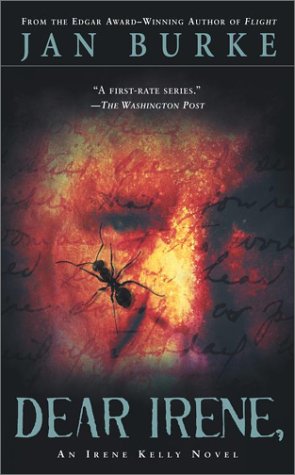 FROM THE EDGAR AWARD–WINNING AUTHOR OF FLIGHT
JAN BURKE
"A FIRST-RATE SERIES."
—THE WASHINGTON POST
DEAR IRENE,
AN IRENE KELLY NOVEL